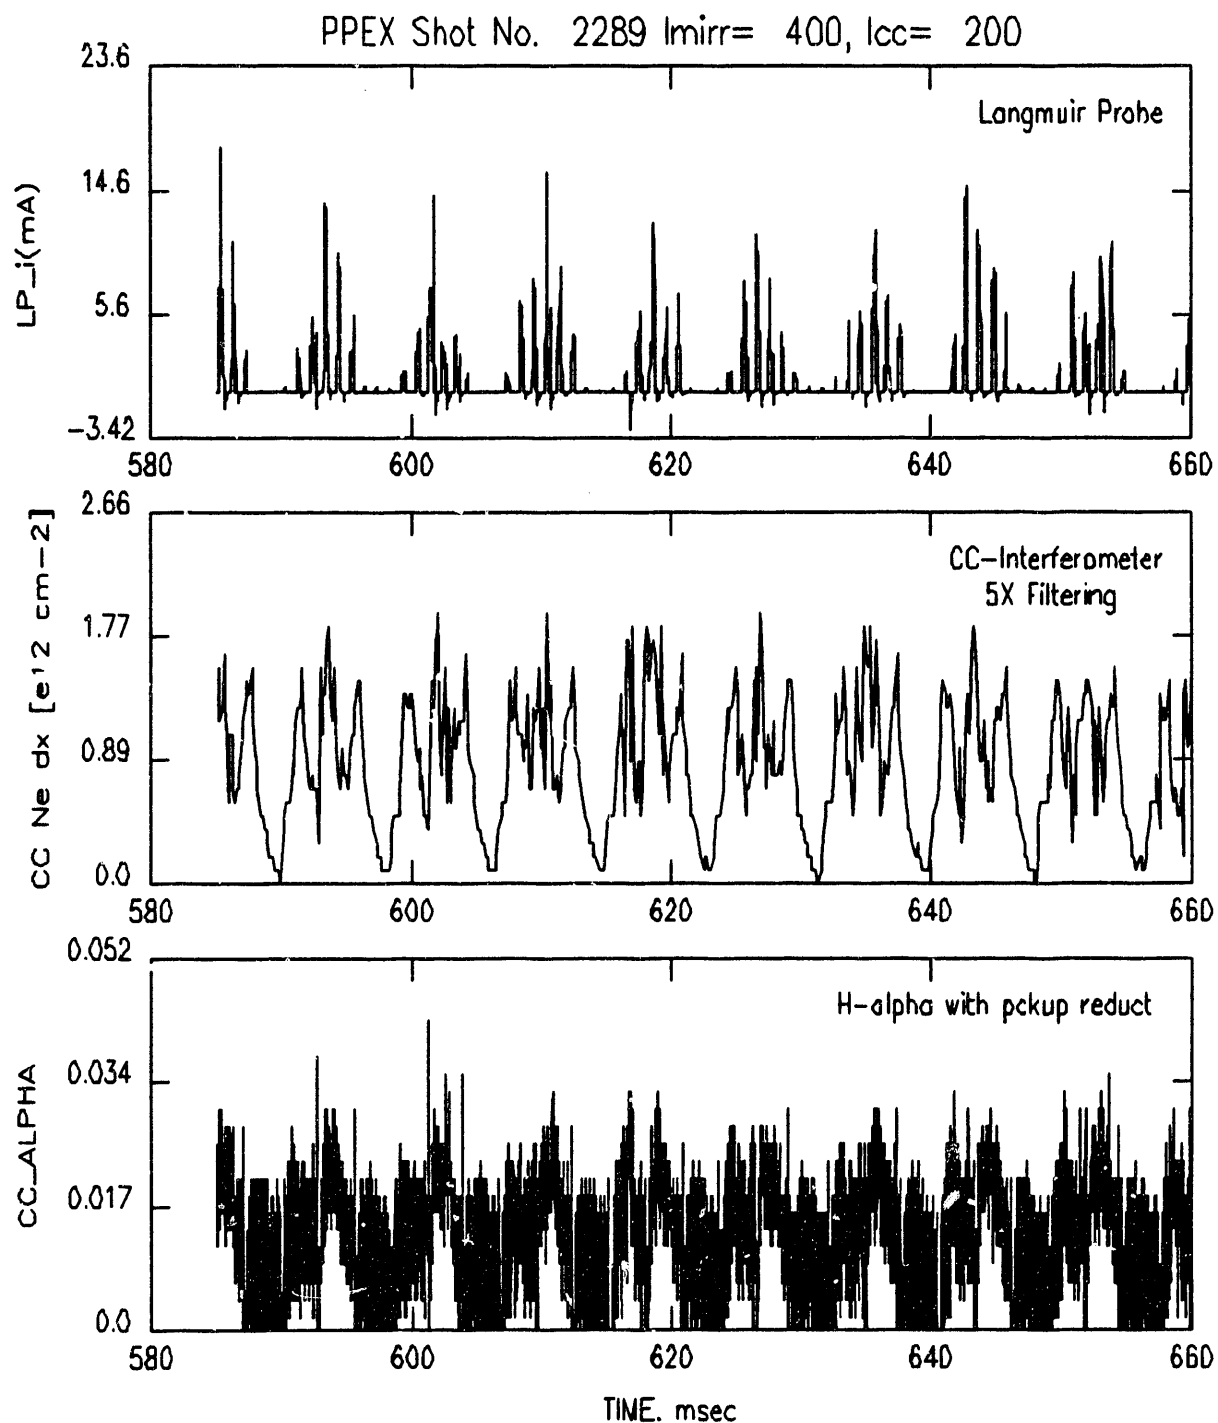 PPEX Shot No. 2289 Imirr= 400, Icc= 200
23.6
Langmuir Probe
14.6
LP_i(mA)
5.6
-3.42
580 600 620 640 660
2.66
CC-Interferometer
5X Filtering
1.77
CC Ne dx [e12 cm-2]
0.89
0.0
580 600 620 640 660
0.052
H-alpha with pckup reduct
0.034
CC_ALPHA
0.017
0.0
580 600 620 640 660
TIME. msec